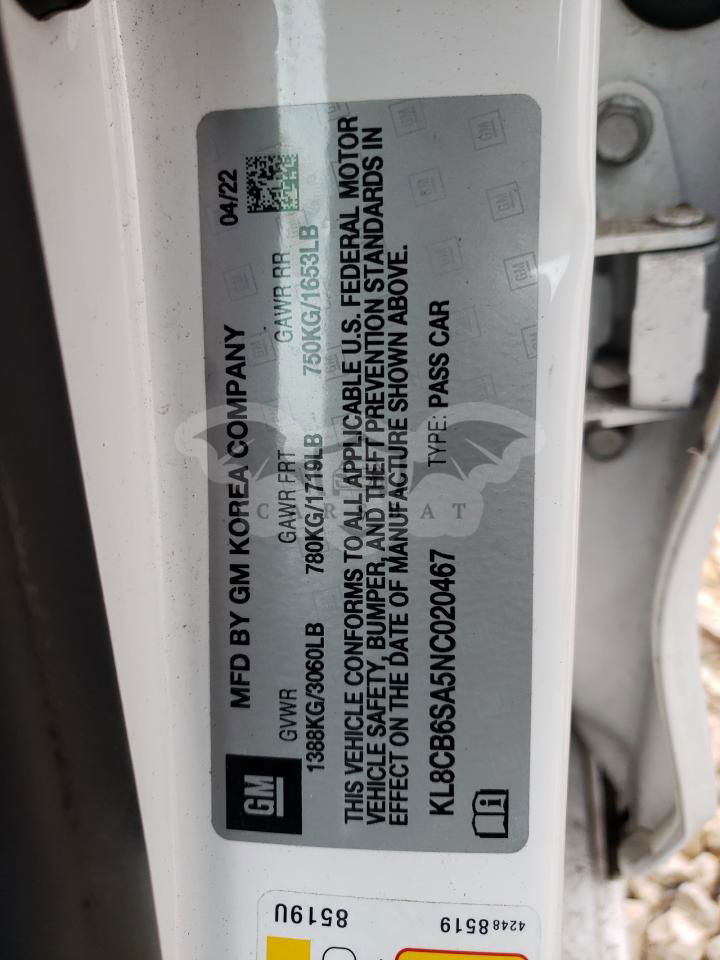 MFD BY GM KOREA COMPANY 04/22
GM
GVWR GAWR FRT GAWR RR
1388KG/3060LB 780KG/1719LB 750KG/1653LB
THIS VEHICLE CONFORMS TO ALL APPLICABLE U.S. FEDERAL MOTOR
VEHICLE SAFETY, BUMPER, AND THEFT PREVENTION STANDARDS IN
EFFECT ON THE DATE OF MANUFACTURE SHOWN ABOVE.
KL8CB6SA5NC020467 TYPE: PASS CAR
CARBAT
8519U
42488519